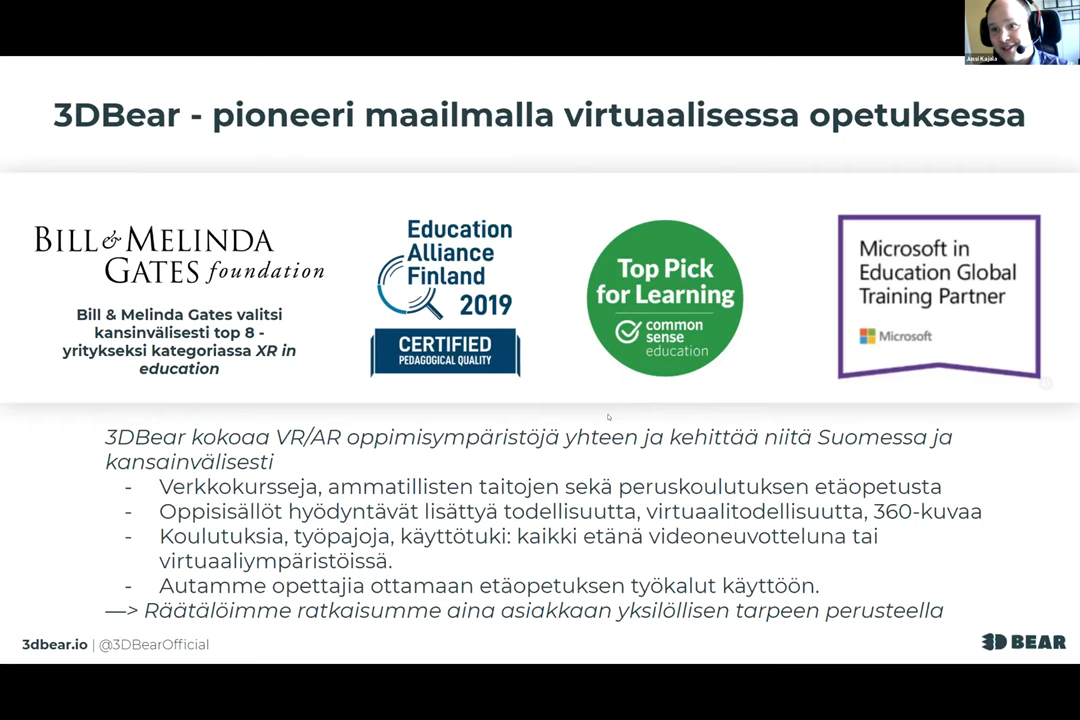 Jussi Kajala
3DBear - pioneeri maailmalla virtuaalisessa opetuksessa
BILL & MELINDA
GATES foundation
Bill & Melinda Gates valitsi
kansinvälisesti top 8 -
yritykseksi kategoriassa XR in
education
Education
Alliance
Finland
2019
CERTIFIED
PEDAGOGICAL QUALITY
Top Pick
for Learning
common
sense
education
Microsoft in
Education Global
Training Partner
Microsoft
3DBear kokoaa VR/AR oppimisympäristöjä yhteen ja kehittää niitä Suomessa ja
kansainvälisesti
- Verkkokursseja, ammatillisten taitojen sekä peruskoulutuksen etäopetusta
- Oppisisällöt hyödyntävät lisättyä todellisuutta, virtuaalitodellisuutta, 360-kuvaa
- Koulutuksia, työpajoja, käyttötuki: kaikki etänä videoneuvotteluna tai
virtuaaliympäristöissä.
- Autamme opettajia ottamaan etäopetuksen työkalut käyttöön.
—> Räätälöimme ratkaisumme aina asiakkaan yksilöllisen tarpeen perusteella
3dbear.io | @3DBearOfficial
3D BEAR